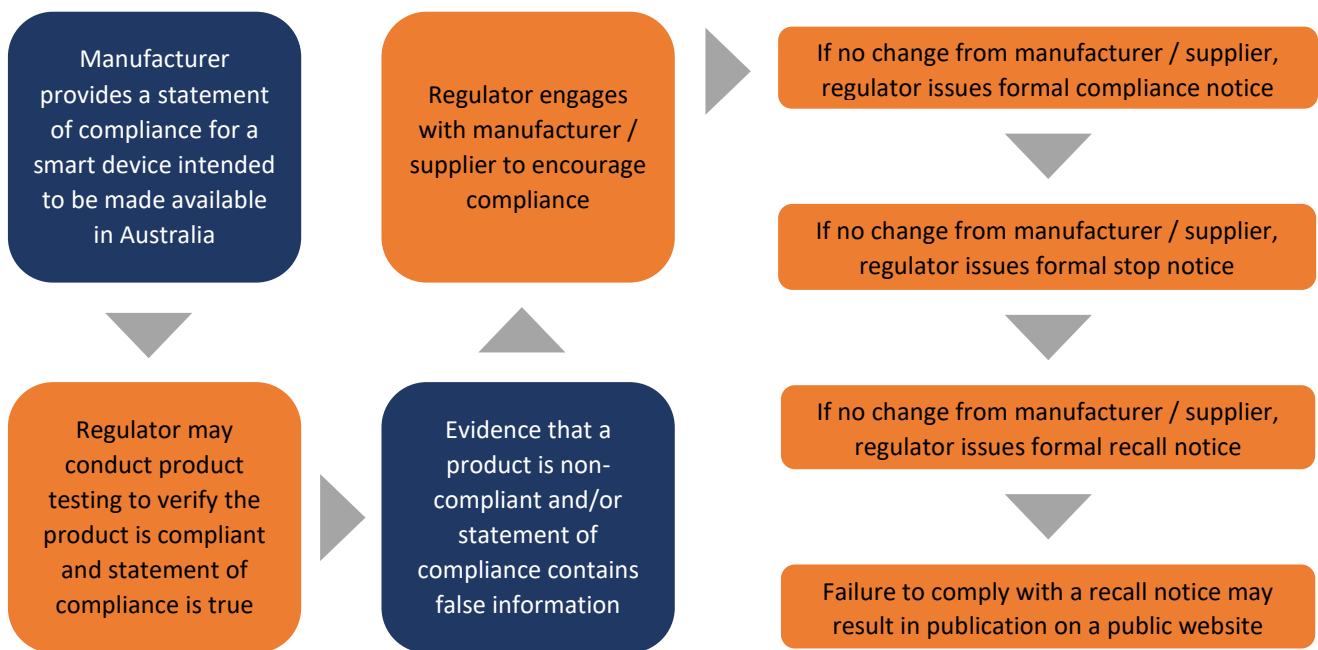 Manufacturer
provides a statement
of compliance for a
smart device intended
to be made available
in Australia
Regulator may
conduct product
testing to verify the
product is compliant
and statement of
compliance is true
Evidence that a
product is non-
compliant and/or
statement of
compliance contains
false information
Regulator engages
with manufacturer /
supplier to encourage
compliance
If no change from manufacturer / supplier,
regulator issues formal compliance notice
If no change from manufacturer / supplier,
regulator issues formal stop notice
If no change from manufacturer / supplier,
regulator issues formal recall notice
Failure to comply with a recall notice may
result in publication on a public website